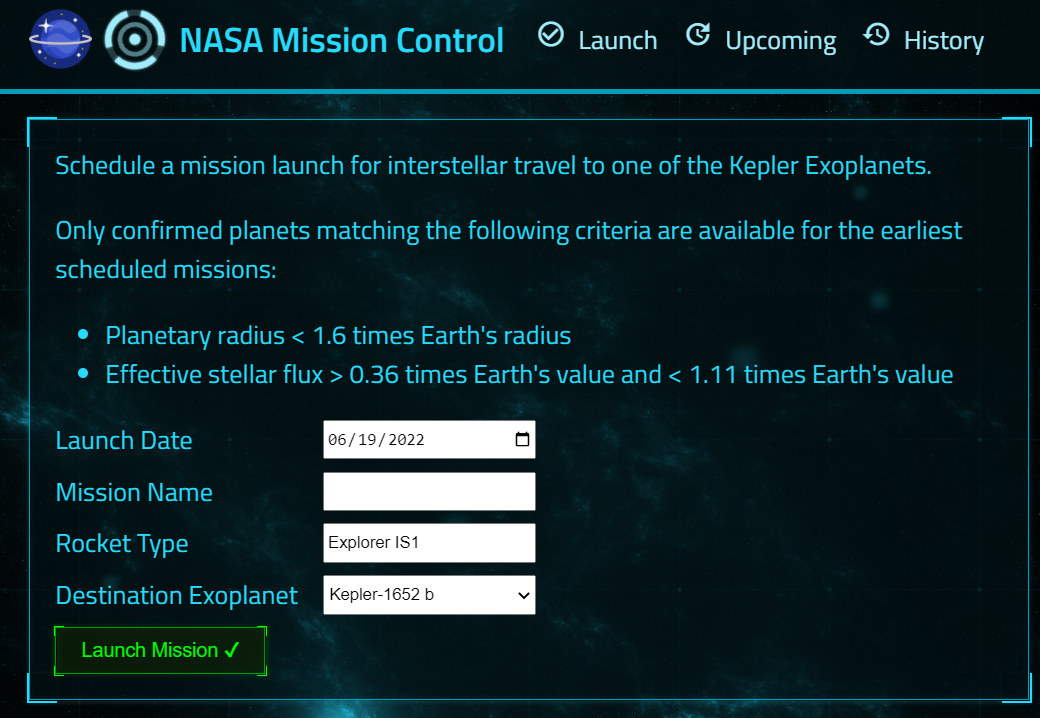 NASA Mission Control Launch Upcoming History
Schedule a mission launch for interstellar travel to one of the Kepler Exoplanets.
Only confirmed planets matching the following criteria are available for the earliest
scheduled missions:
• Planetary radius < 1.6 times Earth's radius
• Effective stellar flux > 0.36 times Earth's value and < 1.11 times Earth's value
Launch Date 06/19/2022
Mission Name
Rocket Type Explorer IS1
Destination Exoplanet Kepler-1652 b
Launch Mission ✓